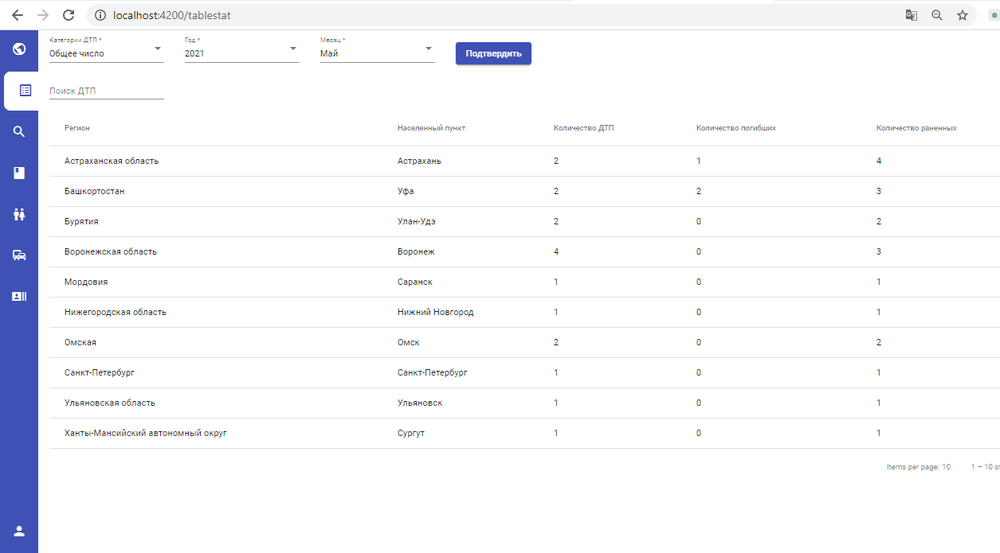 localhost:4200/tablestat
Категории ДТП * Год * Месяц *
Общее число 2021 Май Подтвердить
Поиск ДТП
Регион Населенный пункт Количество ДТП Количество погибших Количество раненных
Астраханская область Астрахань 2 1 4
Башкортостан Уфа 2 2 3
Бурятия Улан-Удэ 2 0 2
Воронежская область Воронеж 4 0 3
Мордовия Саранск 1 0 1
Нижегородская область Нижний Новгород 1 0 1
Омская Омск 2 0 2
Санкт-Петербург Санкт-Петербург 1 0 1
Ульяновская область Ульяновск 1 0 1
Ханты-Мансийский автономный округ Сургут 1 0 1
Items per page: 10 1 – 10 of